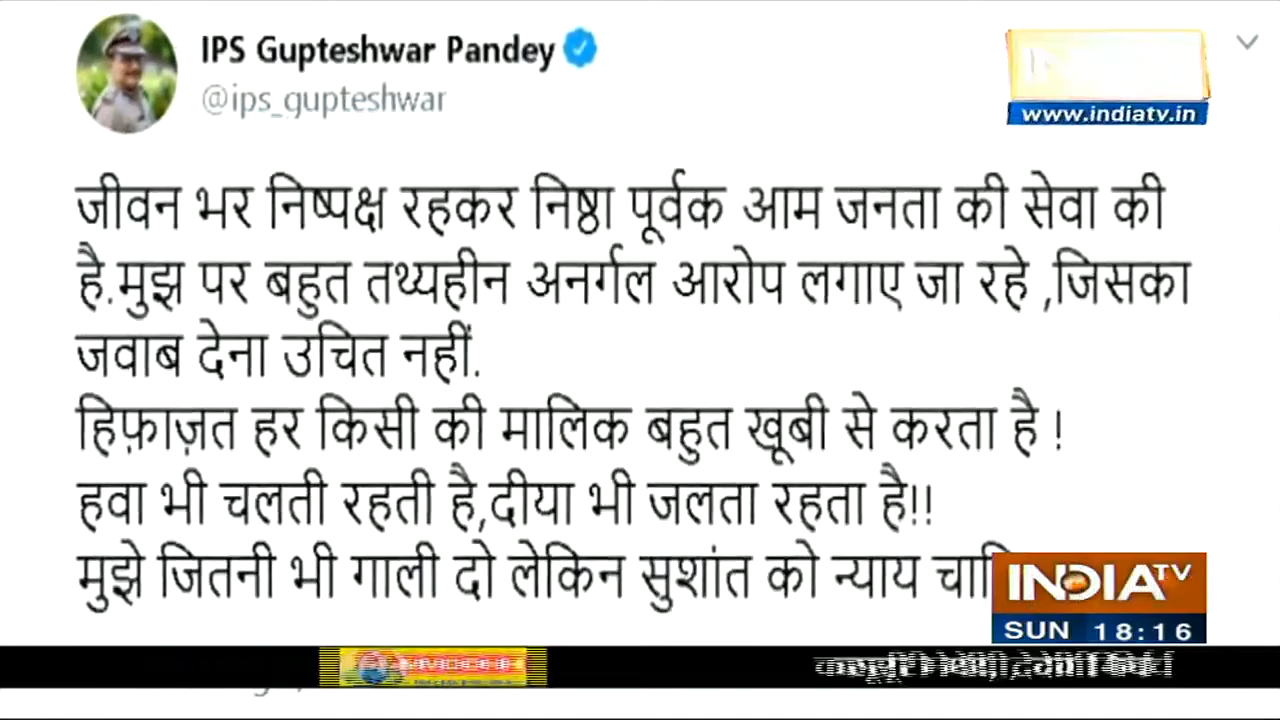 IPS Gupteshwar Pandey
@ips_gupteshwar
www.indiatv.in
जीवन भर निष्पक्ष रहकर निष्ठा पूर्वक आम जनता की सेवा की
है.मुझ पर बहुत तथ्यहीन अनर्गल आरोप लगाए जा रहे ,जिसका
जवाब देना उचित नहीं.
हिफ़ाज़त हर किसी की मालिक बहुत खूबी से करता है !
हवा भी चलती रहती है,दीया भी जलता रहता है!!
मुझे जितनी भी गाली दो लेकिन सुशांत को न्याय
INDIA TV
SUN 18:16